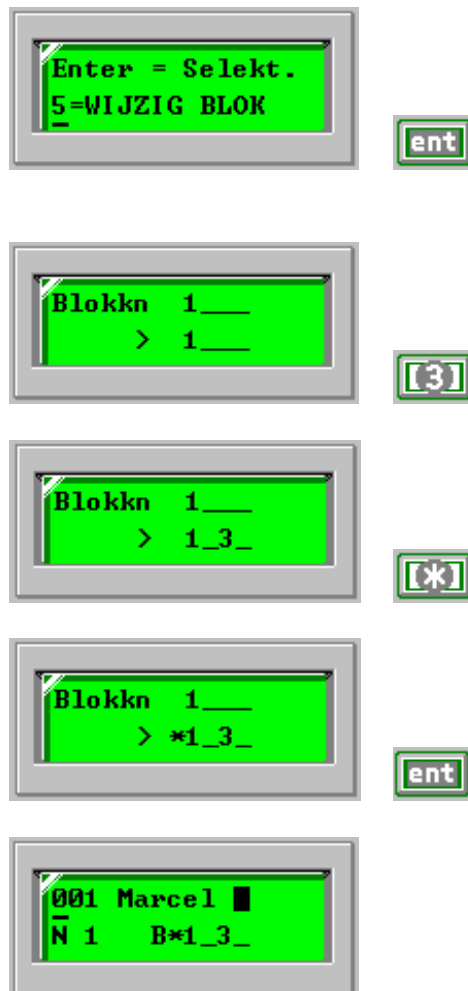 Enter = Selekt.
5=WIJZIG BLOK
ent
Blokkn 1___
> 1___
(3)
Blokkn 1___
> 1_3_
(*)
Blokkn 1___
> *1_3_
ent
001 Marcel
N 1 B*1_3_